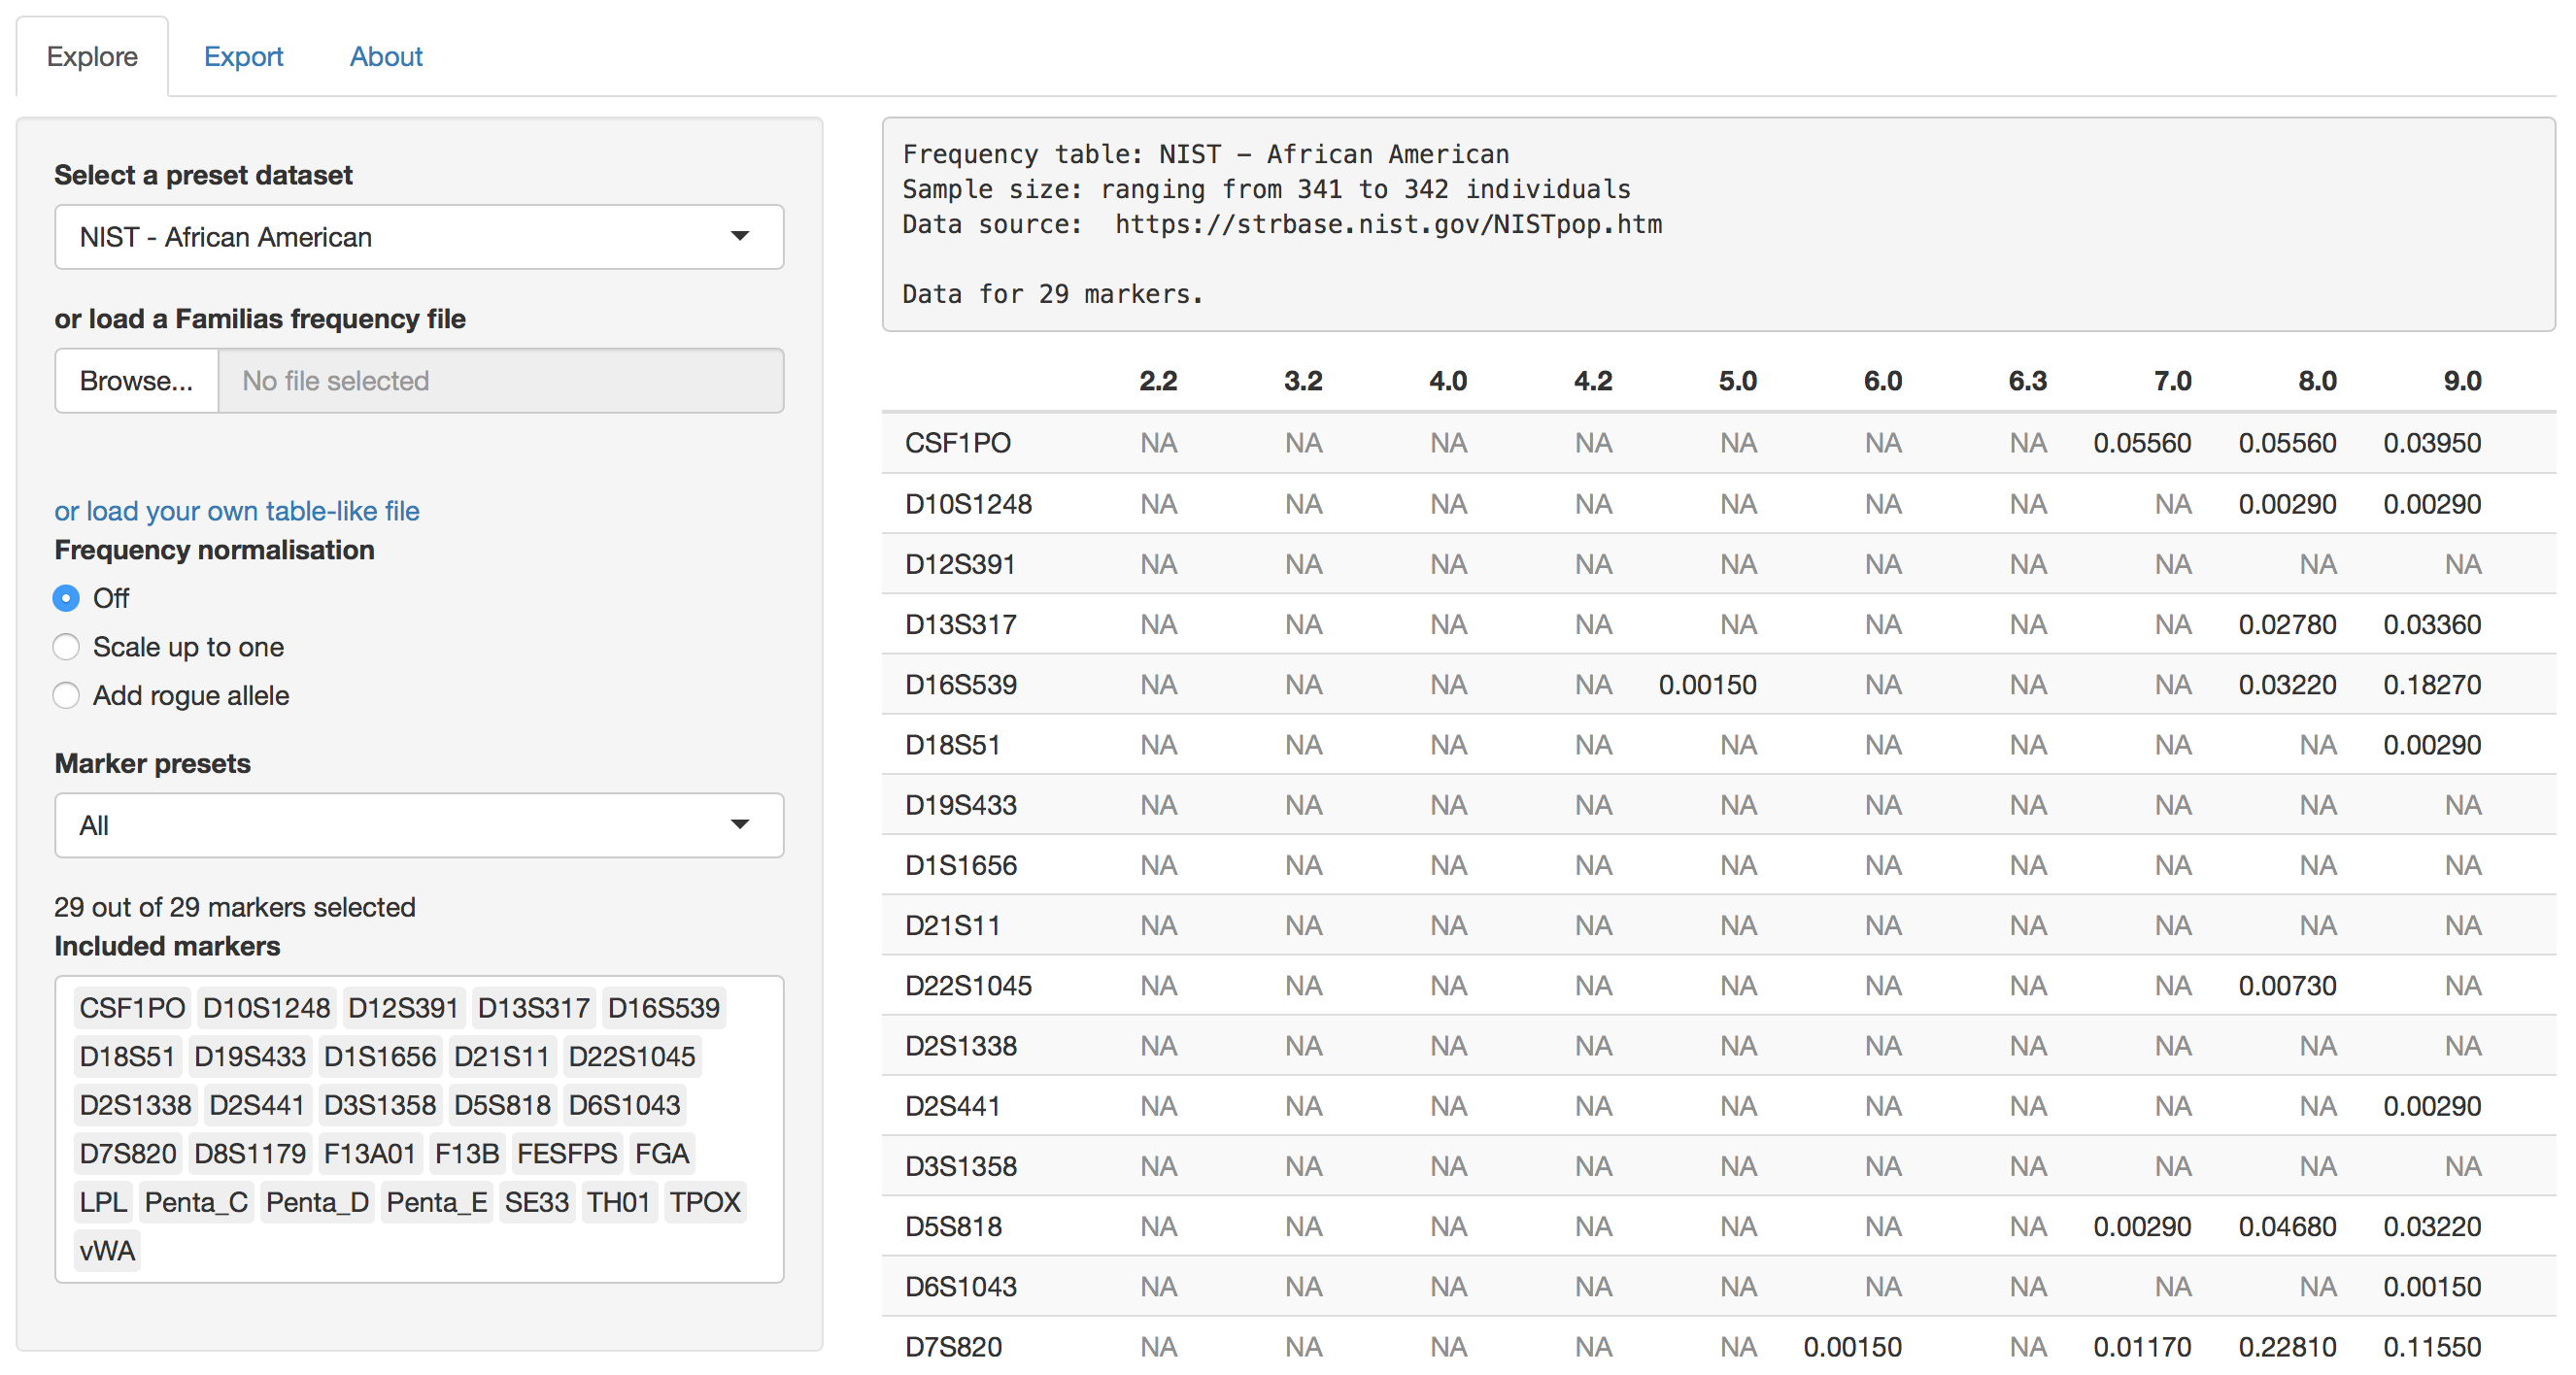 Explore Export About
Select a preset dataset
NIST - African American
or load a Familias frequency file
Browse... No file selected
or load your own table-like file
Frequency normalisation
Off
Scale up to one
Add rogue allele
Marker presets
All
29 out of 29 markers selected
Included markers
CSF1PO D10S1248 D12S391 D13S317 D16S539
D18S51 D19S433 D1S1656 D21S11 D22S1045
D2S1338 D2S441 D3S1358 D5S818 D6S1043
D7S820 D8S1179 F13A01 F13B FESFPS FGA
LPL Penta_C Penta_D Penta_E SE33 TH01 TPOX
vWA
Frequency table: NIST - African American
Sample size: ranging from 341 to 342 individuals
Data source:  https://strbase.nist.gov/NISTpop.htm
Data for 29 markers.
2.2 3.2 4.0 4.2 5.0 6.0 6.3 7.0 8.0 9.0
CSF1PO NA NA NA NA NA NA NA 0.05560 0.05560 0.03950
D10S1248 NA NA NA NA NA NA NA NA 0.00290 0.00290
D12S391 NA NA NA NA NA NA NA NA NA NA
D13S317 NA NA NA NA NA NA NA NA 0.02780 0.03360
D16S539 NA NA NA NA 0.00150 NA NA NA 0.03220 0.18270
D18S51 NA NA NA NA NA NA NA NA NA 0.00290
D19S433 NA NA NA NA NA NA NA NA NA NA
D1S1656 NA NA NA NA NA NA NA NA NA NA
D21S11 NA NA NA NA NA NA NA NA NA NA
D22S1045 NA NA NA NA NA NA NA NA 0.00730 NA
D2S1338 NA NA NA NA NA NA NA NA NA NA
D2S441 NA NA NA NA NA NA NA NA NA 0.00290
D3S1358 NA NA NA NA NA NA NA NA NA NA
D5S818 NA NA NA NA NA NA NA 0.00290 0.04680 0.03220
D6S1043 NA NA NA NA NA NA NA NA NA 0.00150
D7S820 NA NA NA NA NA 0.00150 NA 0.01170 0.22810 0.11550